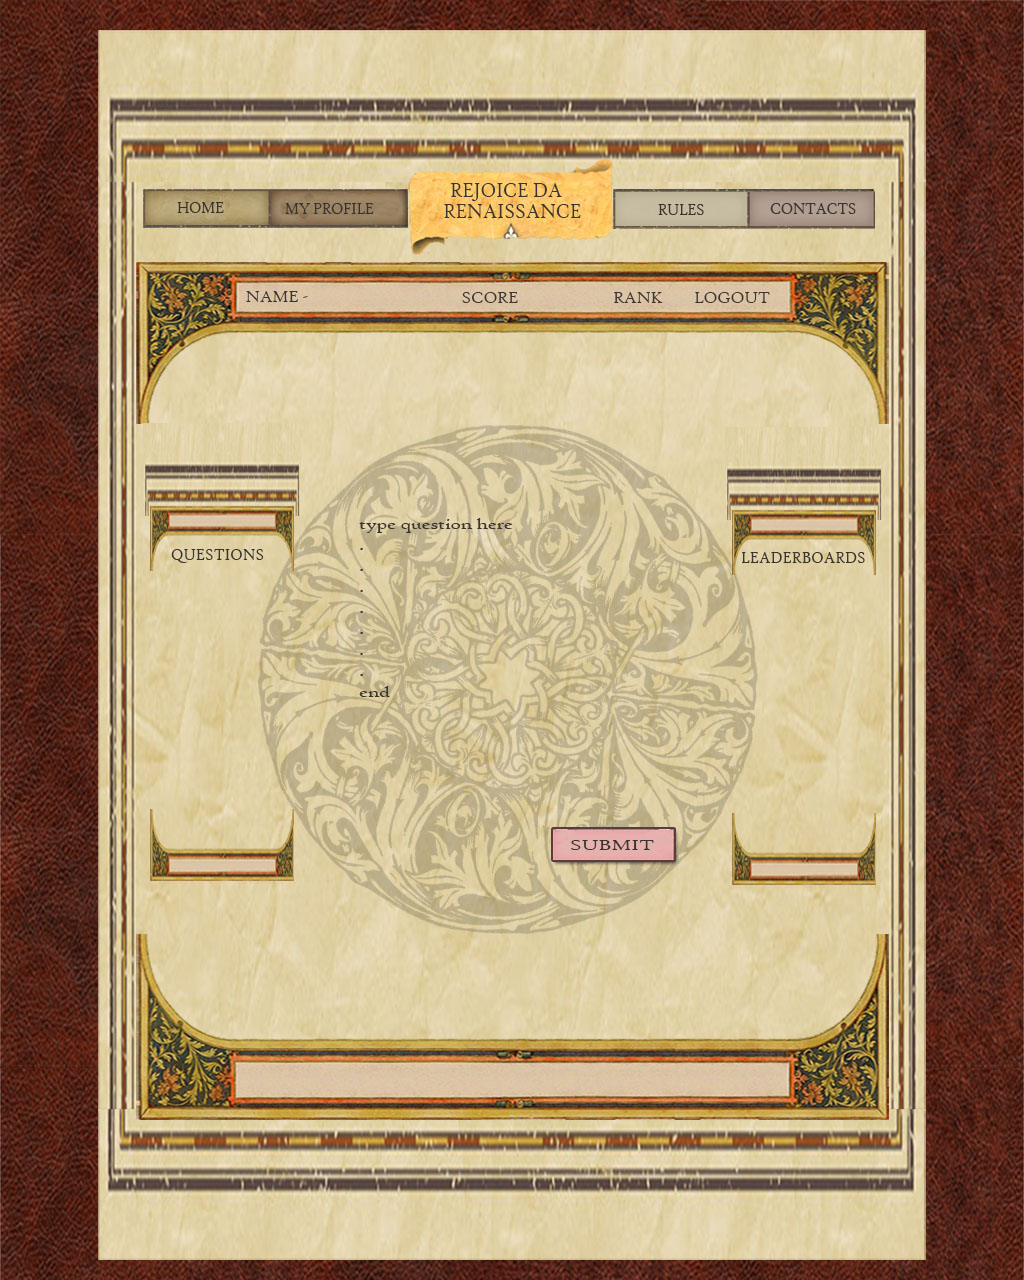 HOME
MY PROFILE
REJOICE DA
RENAISSANCE
RULES
CONTACTS
NAME -
SCORE
RANK
LOGOUT
QUESTIONS
type question here
.
.
.
.
.
.
.
end
LEADERBOARDS
SUBMIT